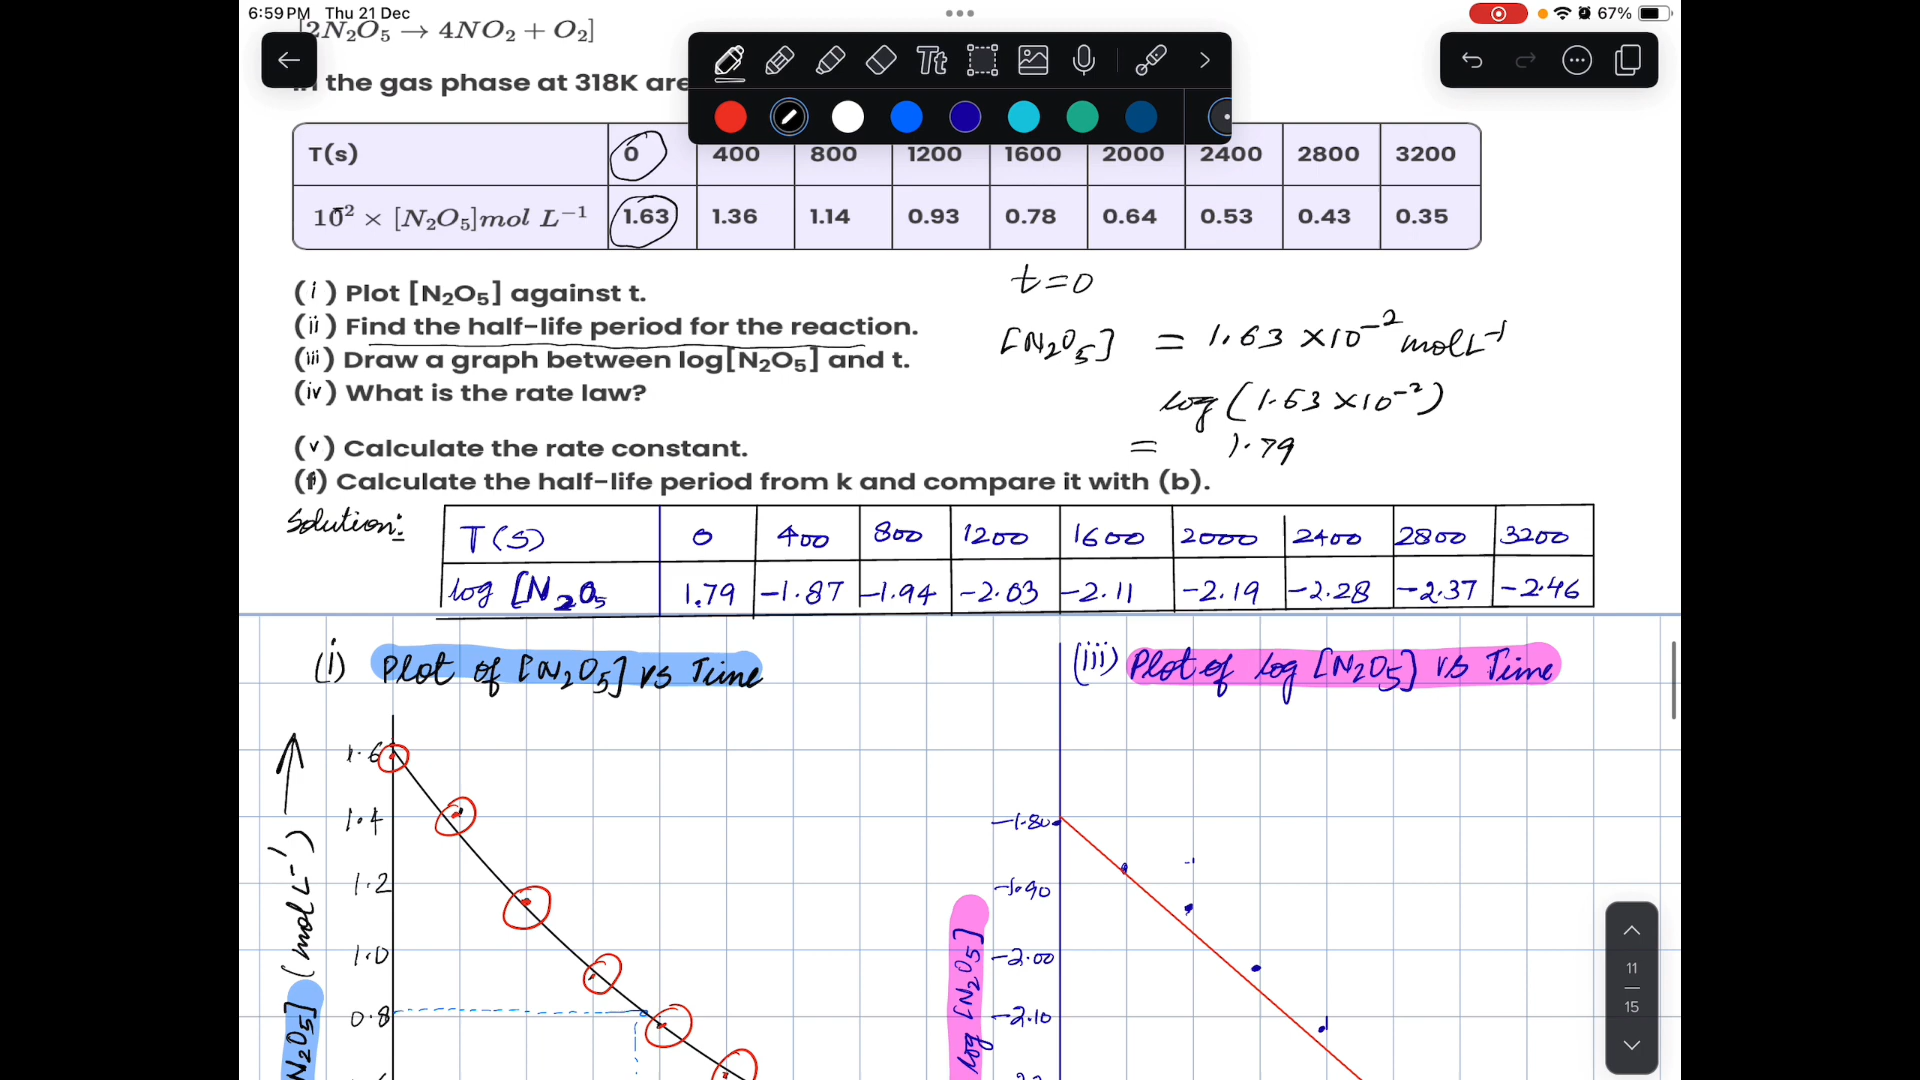 6:59 PM Thu 21 Dec
67%
[2N₂O₅ → 4NO₂ + O₂]
the gas phase at 318K are
Tt
T(s) 0 400 800 1200 1600 2000 2400 2800 3200
10⁻² × [N₂O₅]mol L⁻¹ 1.63 1.36 1.14 0.93 0.78 0.64 0.53 0.43 0.35
(i) Plot [N₂O₅] against t.
(ii) Find the half-life period for the reaction.
(iii) Draw a graph between log[N₂O₅] and t.
(iv) What is the rate law?
(v) Calculate the rate constant.
(f) Calculate the half-life period from k and compare it with (b).
t=0
[N₂O₅] = 1.63 ×10⁻² mol L⁻¹
log (1.63 ×10⁻²)
= 1.79
Solution:
T(S) 0 400 800 1200 1600 2000 2400 2800 3200
log [N₂O₅ 1.79 -1.87 -1.94 -2.03 -2.11 -2.19 -2.28 -2.37 -2.46
(i) Plot of [N₂O₅] vs Time
1.6
1.4
1.2
1.0
0.8
N₂O₅] (mol L⁻¹)
(iii) Plot of log [N₂O₅] vs Time
-1.80
-1.90
-2.00
-2.10
log [N₂O₅]
11
15